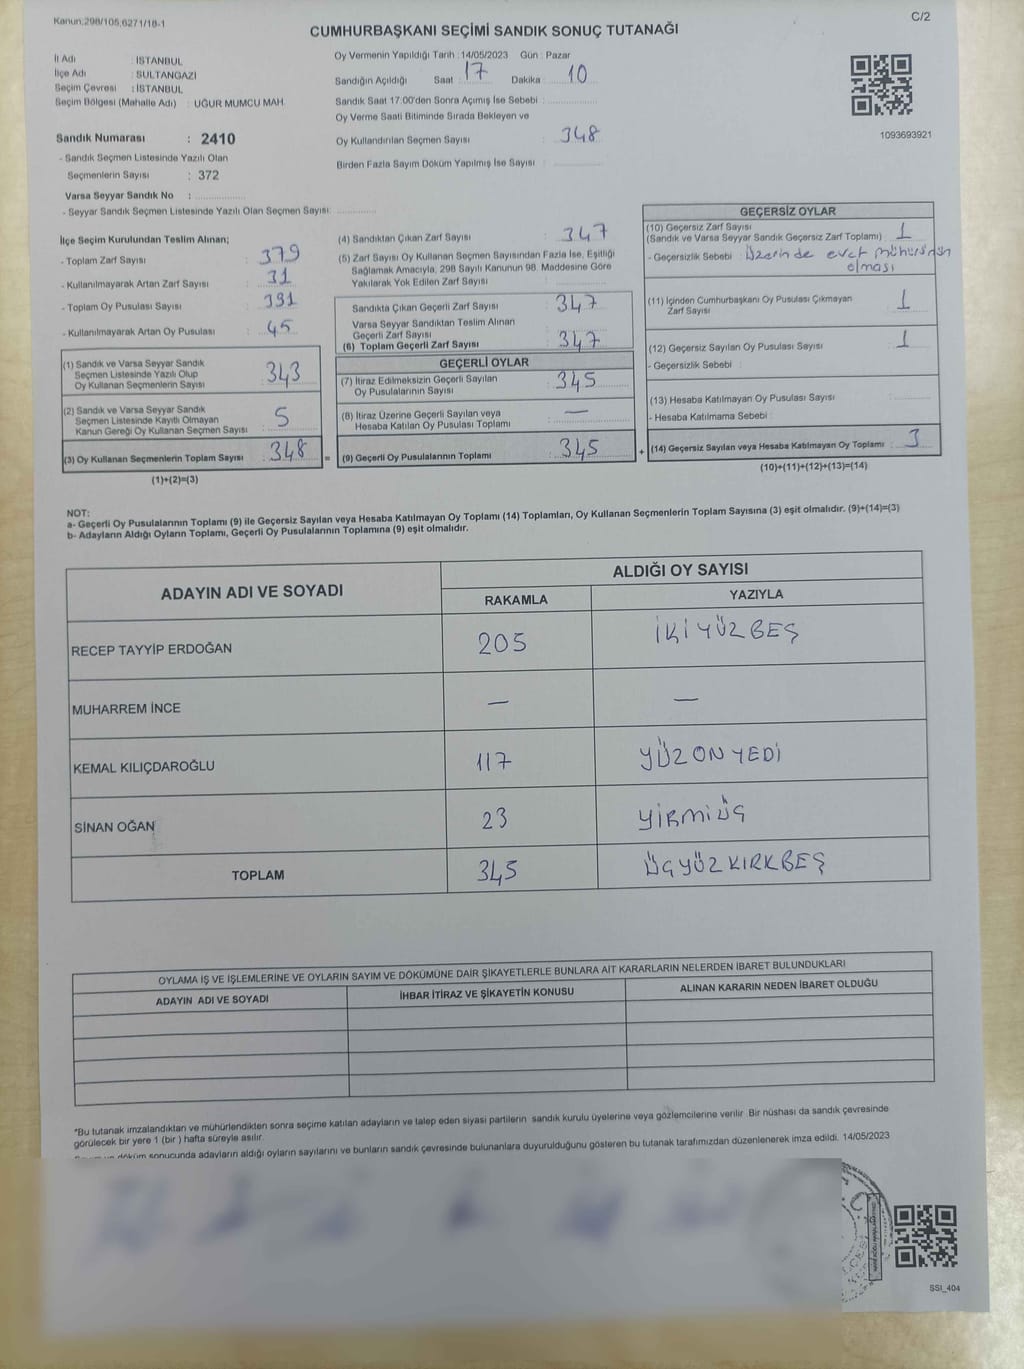 Kanun:298/105,6271/18-1
C/2
CUMHURBAŞKANI SEÇİMİ SANDIK SONUÇ TUTANAĞI
İl Adı : İSTANBUL
İlçe Adı : SULTANGAZİ
Seçim Çevresi : İSTANBUL
Seçim Bölgesi (Mahalle Adı) : UĞUR MUMCU MAH.
Oy Vermenin Yapıldığı Tarih : 14/05/2023 Gün : Pazar
Sandığın Açıldığı Saat : 17 Dakika : 10
Sandık Saat 17:00'den Sonra Açılmış İse Sebebi :
Oy Verme Saati Bitiminde Sırada Bekleyen ve
Oy Kullandırılan Seçmen Sayısı : 348
Birden Fazla Sayım Döküm Yapılmış İse Sayısı :
1093693921
Sandık Numarası : 2410
- Sandık Seçmen Listesinde Yazılı Olan
Seçmenlerin Sayısı : 372
Varsa Seyyar Sandık No :
- Seyyar Sandık Seçmen Listesinde Yazılı Olan Seçmen Sayısı:
İlçe Seçim Kurulundan Teslim Alınan;
- Toplam Zarf Sayısı : 379
- Kullanılmayarak Artan Zarf Sayısı : 31
- Toplam Oy Pusulası Sayısı : 391
- Kullanılmayarak Artan Oy Pusulası : 45
(1) Sandık ve Varsa Seyyar Sandık
Seçmen Listesinde Yazılı Olup
Oy Kullanan Seçmenlerin Sayısı : 343
(2) Sandık ve Varsa Seyyar Sandık
Seçmen Listesinde Kayıtlı Olmayan
Kanun Gereği Oy Kullanan Seçmen Sayısı : 5
(3) Oy Kullanan Seçmenlerin Toplam Sayısı : 348
(1)+(2)=(3)
(4) Sandıktan Çıkan Zarf Sayısı : 347
(5) Zarf Sayısı Oy Kullanan Seçmen Sayısından Fazla İse, Eşitliği
Sağlamak Amacıyla, 298 Sayılı Kanunun 98. Maddesine Göre
Yakılarak Yok Edilen Zarf Sayısı :
Sandıkta Çıkan Geçerli Zarf Sayısı : 347
Varsa Seyyar Sandıktan Teslim Alınan
Geçerli Zarf Sayısı :
(6) Toplam Geçerli Zarf Sayısı : 347
GEÇERLİ OYLAR
(7) İtiraz Edilmeksizin Geçerli Sayılan
Oy Pusulalarının Sayısı : 345
(8) İtiraz Üzerine Geçerli Sayılan veya
Hesaba Katılan Oy Pusulası Toplamı : —
= (9) Geçerli Oy Pusulalarının Toplamı : 345
GEÇERSİZ OYLAR
(10) Geçersiz Zarf Sayısı
(Sandık ve Varsa Seyyar Sandık Geçersiz Zarf Toplamı) : 1
- Geçersizlik Sebebi : Üzerinde evet mühürünün
olması
(11) İçinden Cumhurbaşkanı Oy Pusulası Çıkmayan
Zarf Sayısı : 1
(12) Geçersiz Sayılan Oy Pusulası Sayısı : 1
- Geçersizlik Sebebi :
(13) Hesaba Katılmayan Oy Pusulası Sayısı :
- Hesaba Katılmama Sebebi :
+ (14) Geçersiz Sayılan veya Hesaba Katılmayan Oy Toplamı : 3
(10)+(11)+(12)+(13)=(14)
NOT:
a- Geçerli Oy Pusulalarının Toplamı (9) ile Geçersiz Sayılan veya Hesaba Katılmayan Oy Toplamı (14) Toplamları, Oy Kullanan Seçmenlerin Toplam Sayısına (3) eşit olmalıdır. (9)+(14)=(3)
b- Adayların Aldığı Oyların Toplamı, Geçerli Oy Pusulalarının Toplamına (9) eşit olmalıdır.
ADAYIN ADI VE SOYADI
ALDIĞI OY SAYISI
RAKAMLA
YAZIYLA
RECEP TAYYİP ERDOĞAN 205 İKİYÜZBEŞ
MUHARREM İNCE — —
KEMAL KILIÇDAROĞLU 117 YÜZONYEDİ
SİNAN OĞAN 23 YİRMİÜÇ
TOPLAM 345 ÜÇYÜZKIRKBEŞ
OYLAMA İŞ VE İŞLEMLERİNE VE OYLARIN SAYIM VE DÖKÜMÜNE DAİR ŞİKAYETLERLE BUNLARA AİT KARARLARIN NELERDEN İBARET BULUNDUKLARI
ADAYIN ADI VE SOYADI
İHBAR İTİRAZ VE ŞİKAYETİN KONUSU
ALINAN KARARIN NEDEN İBARET OLDUĞU
*Bu tutanak imzalandıktan ve mühürlendikten sonra seçime katılan adayların ve talep eden siyasi partilerin sandık kurulu üyelerine veya gözlemcilerine verilir. Bir nüshası da sandık çevresinde
görülecek bir yere 1 (bir ) hafta süreyle asılır.
döküm sonucunda adayların aldığı oyların sayılarını ve bunların sandık çevresinde bulunanlara duyurulduğunu gösteren bu tutanak tarafımızdan düzenlenerek imza edildi. 14/05/2023
SSI_404